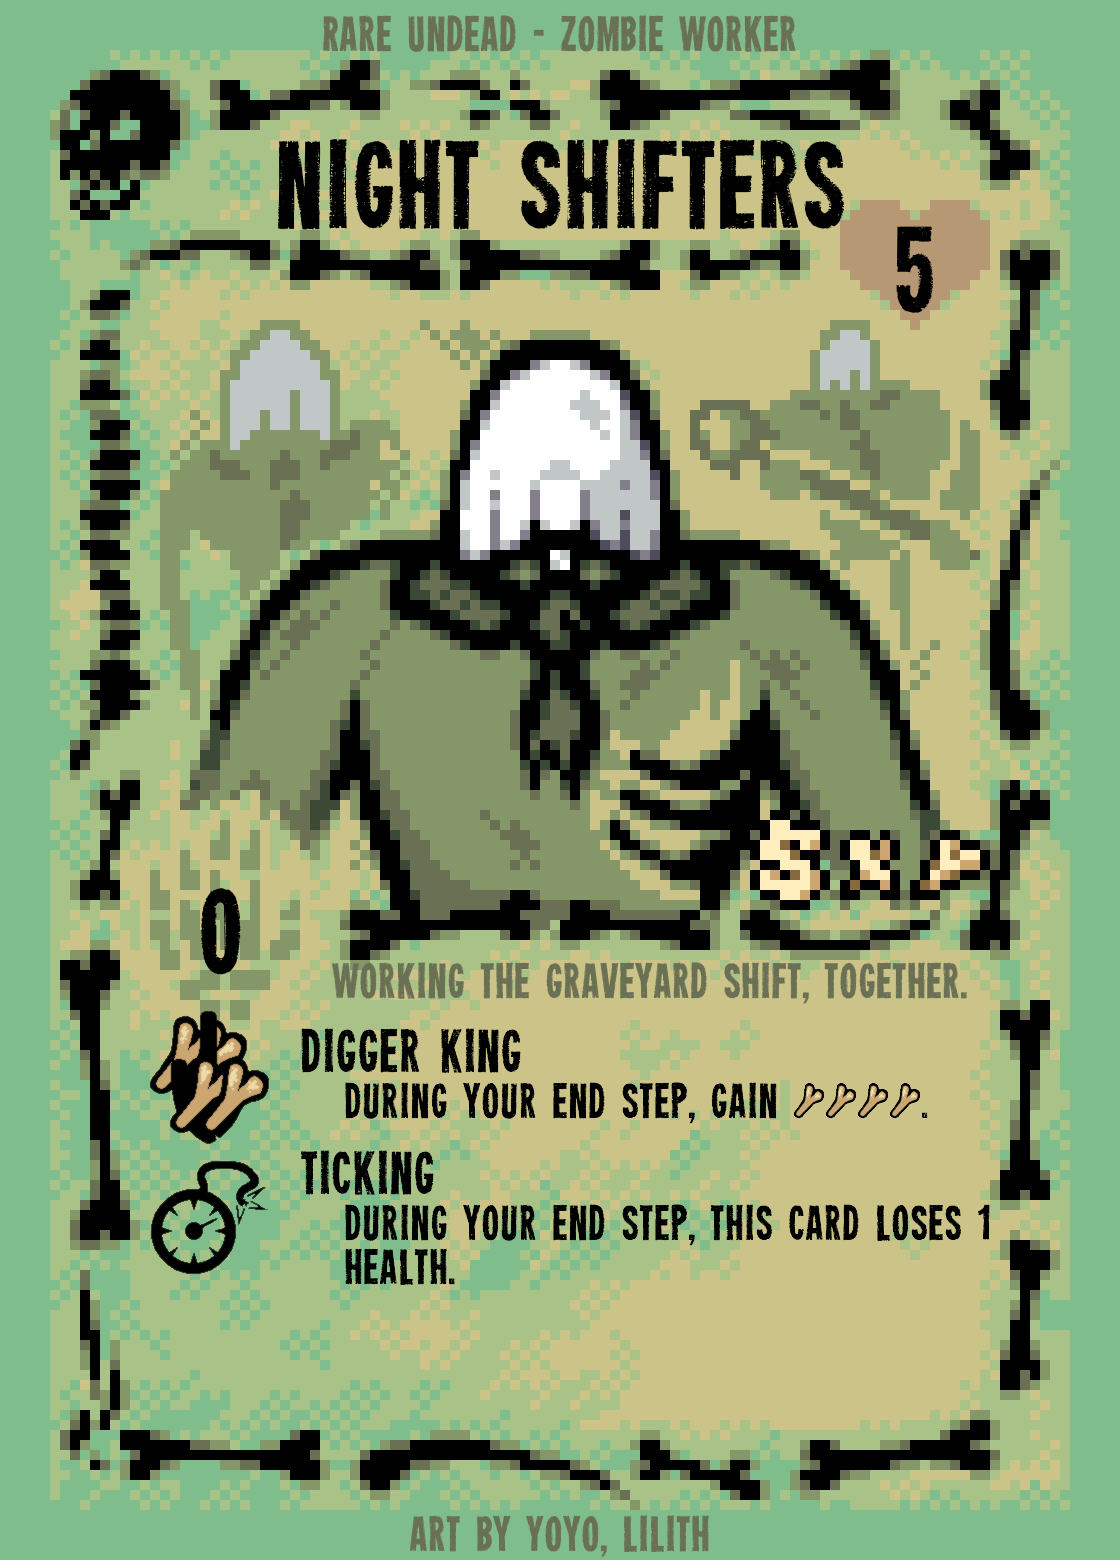 RARE UNDEAD - ZOMBIE WORKER
NIGHT SHIFTERS
5
5 X
0
WORKING THE GRAVEYARD SHIFT, TOGETHER.
DIGGER KING
DURING YOUR END STEP, GAIN .
TICKING
DURING YOUR END STEP, THIS CARD LOSES 1
HEALTH.
ART BY YOYO, LILITH